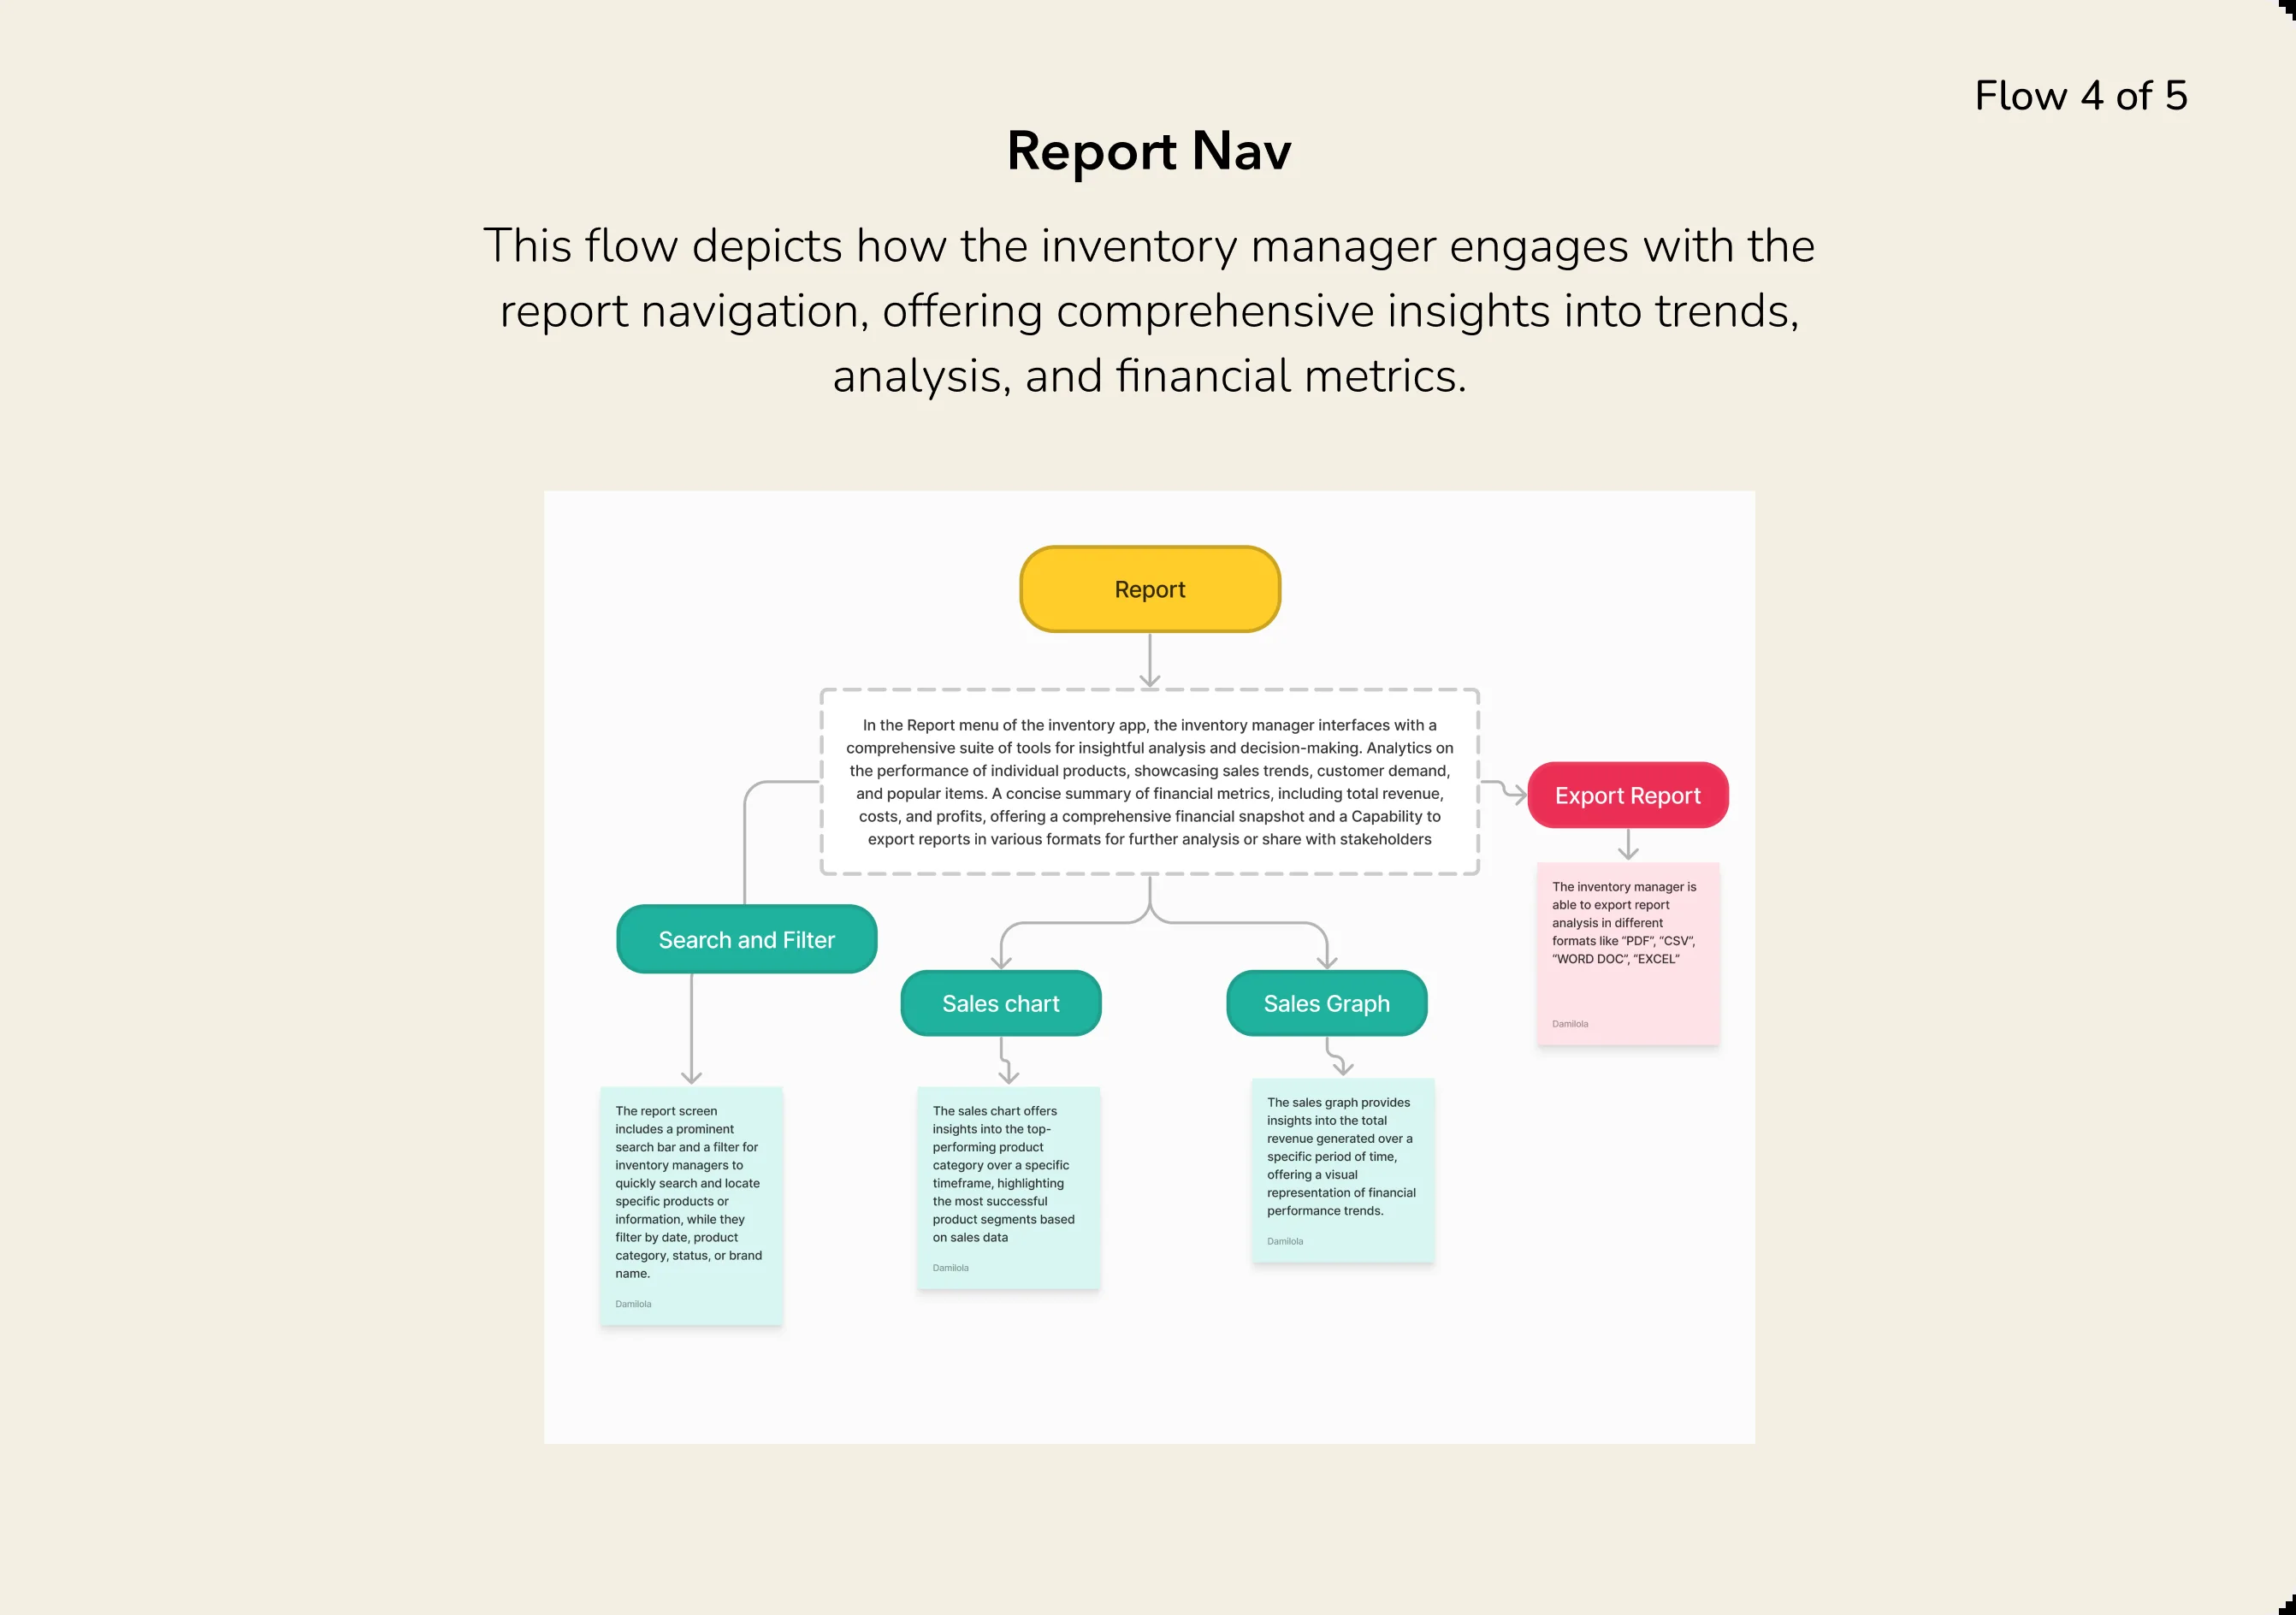 Flow 4 of 5
Report Nav
This flow depicts how the inventory manager engages with the
report navigation, offering comprehensive insights into trends,
analysis, and financial metrics.
Report
In the Report menu of the inventory app, the inventory manager interfaces with a
comprehensive suite of tools for insightful analysis and decision-making. Analytics on
the performance of individual products, showcasing sales trends, customer demand,
and popular items. A concise summary of financial metrics, including total revenue,
costs, and profits, offering a comprehensive financial snapshot and a Capability to
export reports in various formats for further analysis or share with stakeholders
Export Report
The inventory manager is
able to export report
analysis in different
formats like “PDF”, “CSV”,
“WORD DOC”, “EXCEL”
Damilola
Search and Filter
The report screen
includes a prominent
search bar and a filter for
inventory managers to
quickly search and locate
specific products or
information, while they
filter by date, product
category, status, or brand
name.
Damilola
Sales chart
The sales chart offers
insights into the top-
performing product
category over a specific
timeframe, highlighting
the most successful
product segments based
on sales data
Damilola
Sales Graph
The sales graph provides
insights into the total
revenue generated over a
specific period of time,
offering a visual
representation of financial
performance trends.
Damilola